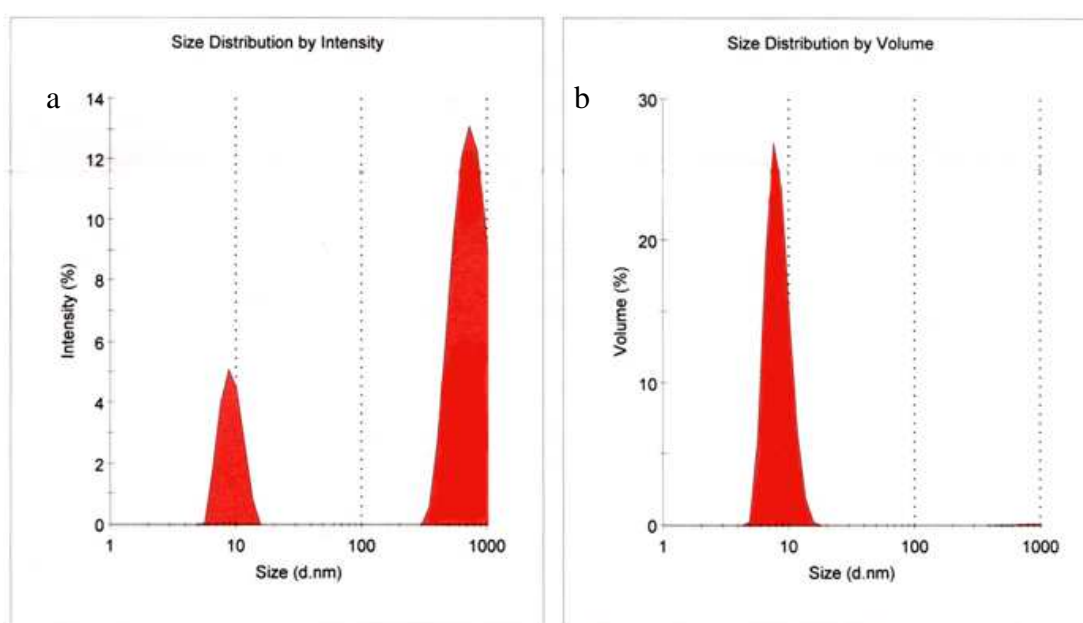 Size Distribution by Intensity
a
14
12
10
8
6
4
2
0
Intensity (%)
1
10
100
1000
Size (d.nm)
Size Distribution by Volume
b
30
20
10
0
Volume (%)
1
10
100
1000
Size (d.nm)